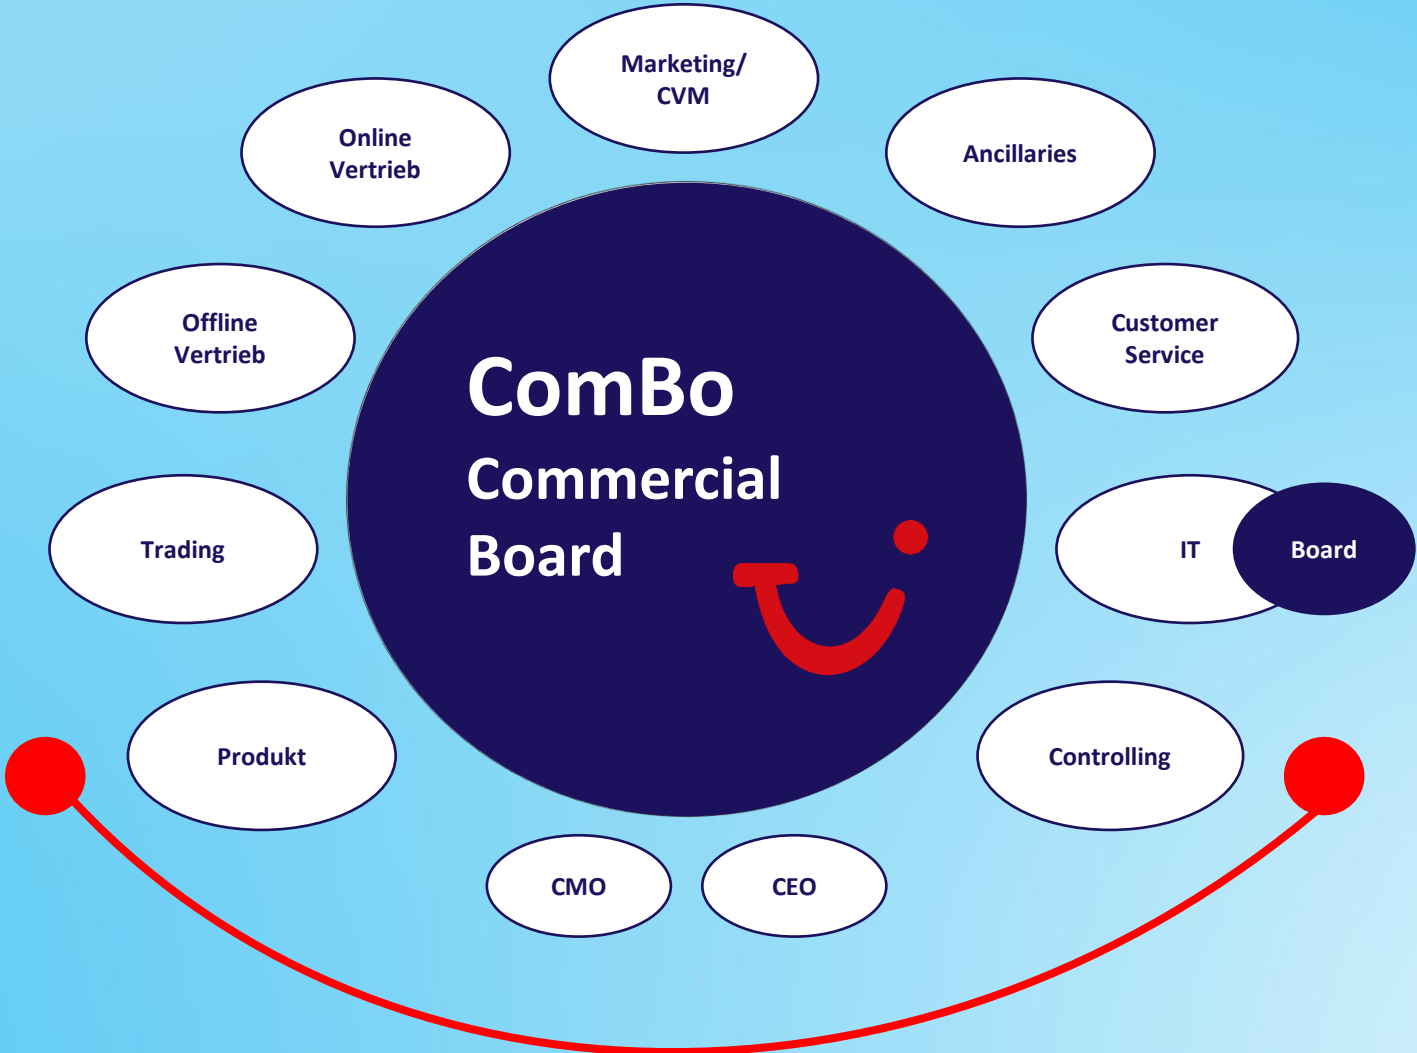 Marketing/
CVM
Online
Vertrieb
Ancillaries
Offline
Vertrieb
Customer
Service
ComBo
Commercial
Board
Trading
IT
Board
Produkt
Controlling
CMO
CEO